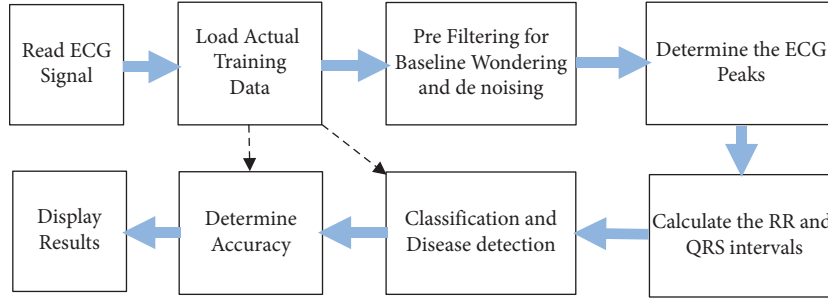 Read ECG
Signal
Load Actual
Training
Data
Pre Filtering for
Baseline Wondering
and de noising
Determine the ECG
Peaks
Display
Results
Determine
Accuracy
Classification and
Disease detection
Calculate the RR and
QRS intervals